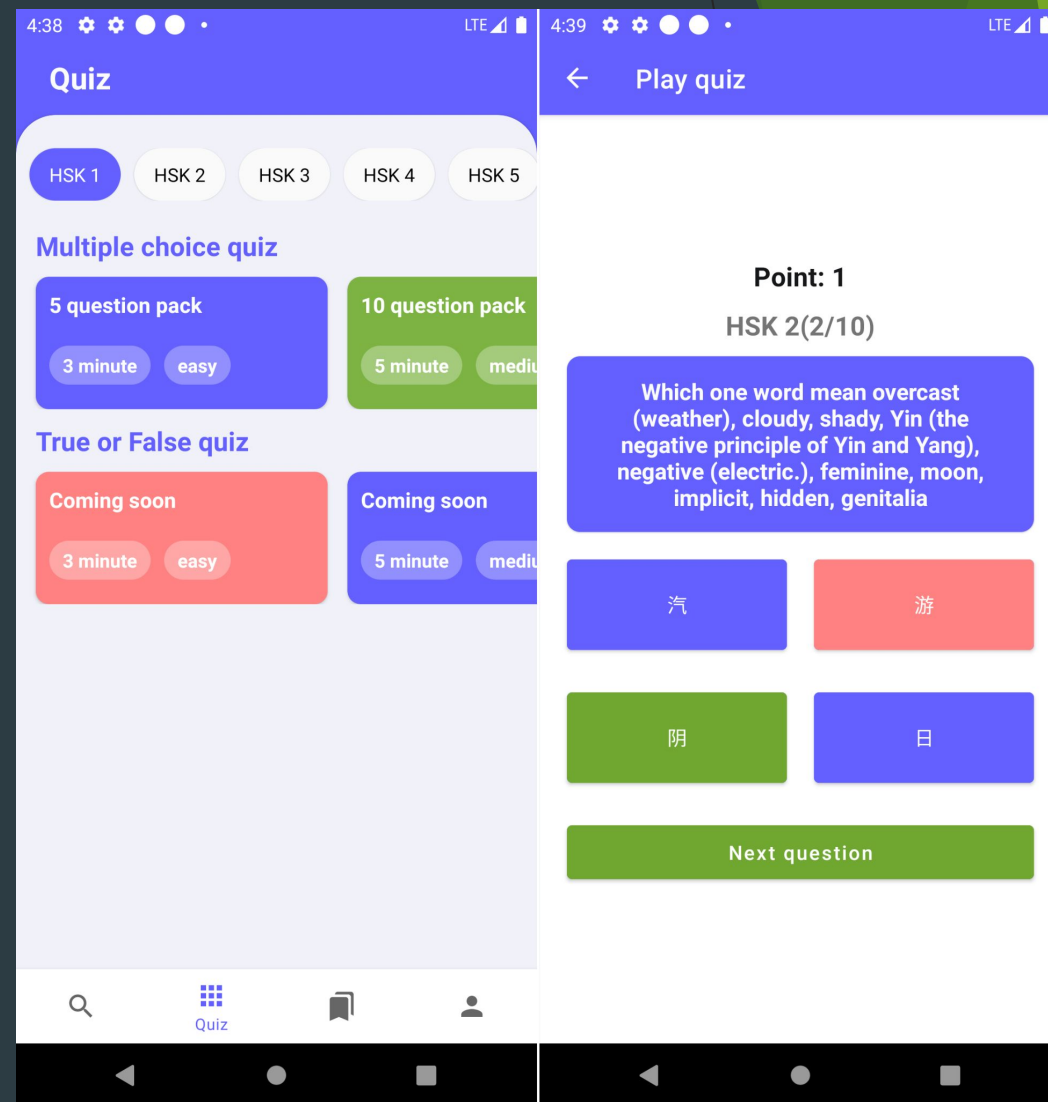 4:38
LTE
Quiz
HSK 1
HSK 2
HSK 3
HSK 4
HSK 5
Multiple choice quiz
5 question pack
3 minute
easy
10 question pack
5 minute
mediu
True or False quiz
Coming soon
3 minute
easy
Coming soon
5 minute
mediu
Quiz
4:39
LTE
Play quiz
Point: 1
HSK 2(2/10)
Which one word mean overcast
(weather), cloudy, shady, Yin (the
negative principle of Yin and Yang),
negative (electric.), feminine, moon,
implicit, hidden, genitalia
汽
游
阴
日
Next question